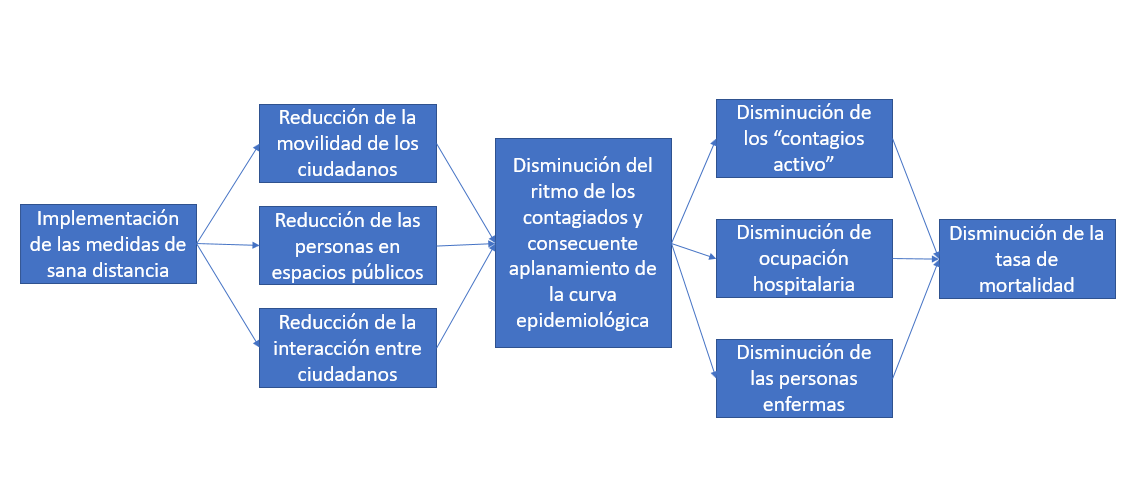 Implementación
de las medidas de
sana distancia
Reducción de la
movilidad de los
ciudadanos
Reducción de las
personas en
espacios públicos
Reducción de la
interacción entre
ciudadanos
Disminución del
ritmo de los
contagiados y
consecuente
aplanamiento de
la curva
epidemiológica
Disminución de
los “contagios
activo”
Disminución de
ocupación
hospitalaria
Disminución de
las personas
enfermas
Disminución de la
tasa de
mortalidad